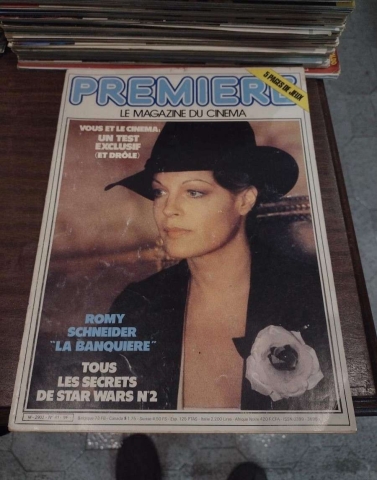 PREMIERE
5 PAGES DE JEUX
LE MAGAZINE DU CINEMA
VOUS ET LE CINEMA,
UN TEST
EXCLUSIF
(ET DRÔLE)
ROMY
SCHNEIDER
"LA BANQUIERE"
TOUS
LES SECRETS
DE STAR WARS N°2